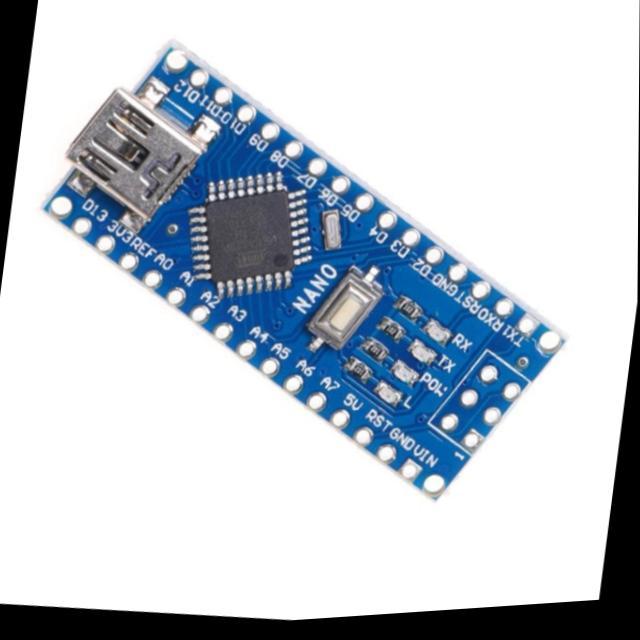 D12 D11 D10 D9 D8 D7 D6 D5 D4 D3 D2 GND RST RX0 TX1
D13 3V3 REF A0 A1 A2 A3 A4 A5 A6 A7 5V RST GND VIN
NANO
RX
TX
POW
L
1